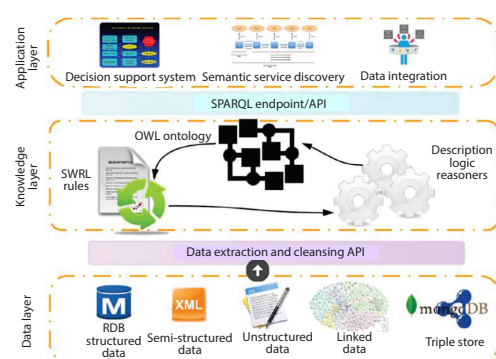 Application
layer
Decision support system
Semantic service discovery
Data integration
SPARQL endpoint/API
Knowledge
layer
OWL ontology
SWRL
rules
Description
logic
reasoners
Data extraction and cleansing API
Data layer
M
RDB
structured
data
XML
Semi-structured
data
Unstructured
data
Linked
data
mongoDB
Triple store